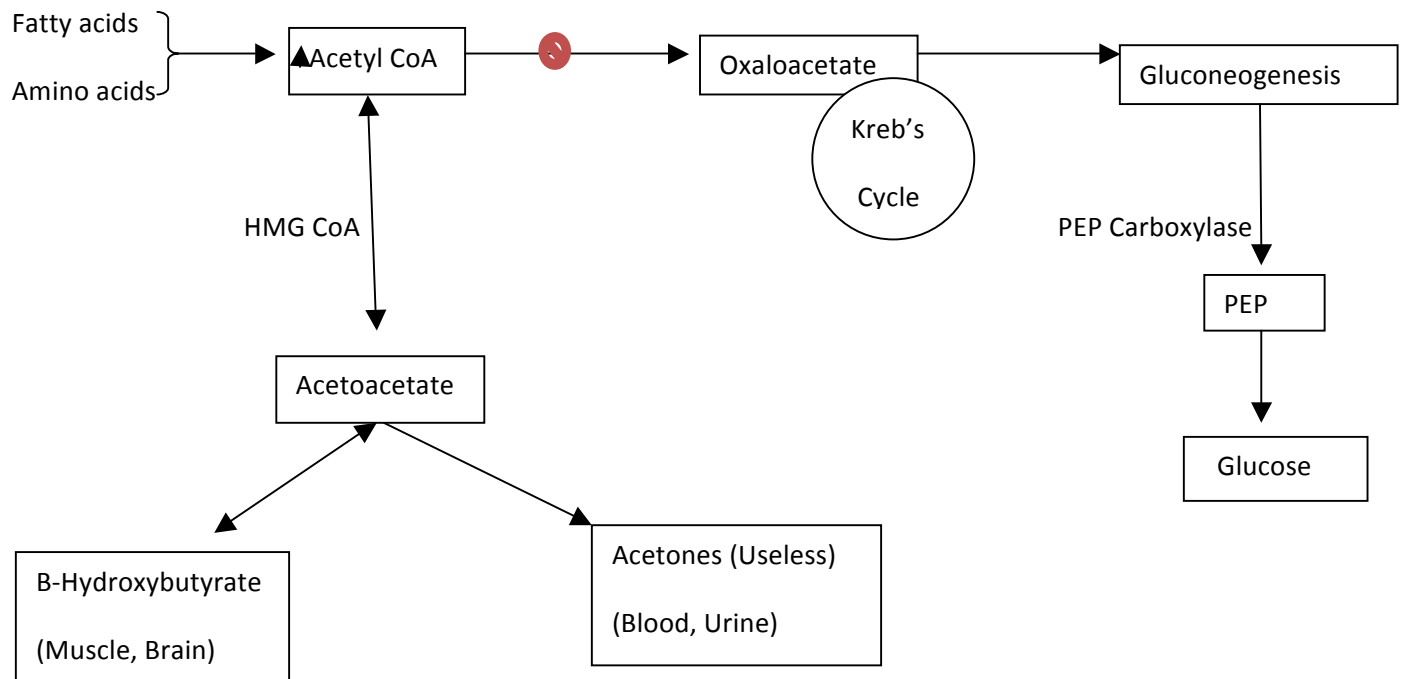 Fatty acids
Amino acids
Acetyl CoA
Oxaloacetate
Kreb’s
Cycle
Gluconeogenesis
HMG CoA
PEP Carboxylase
PEP
Acetoacetate
Glucose
B-Hydroxybutyrate
(Muscle, Brain)
Acetones (Useless)
(Blood, Urine)